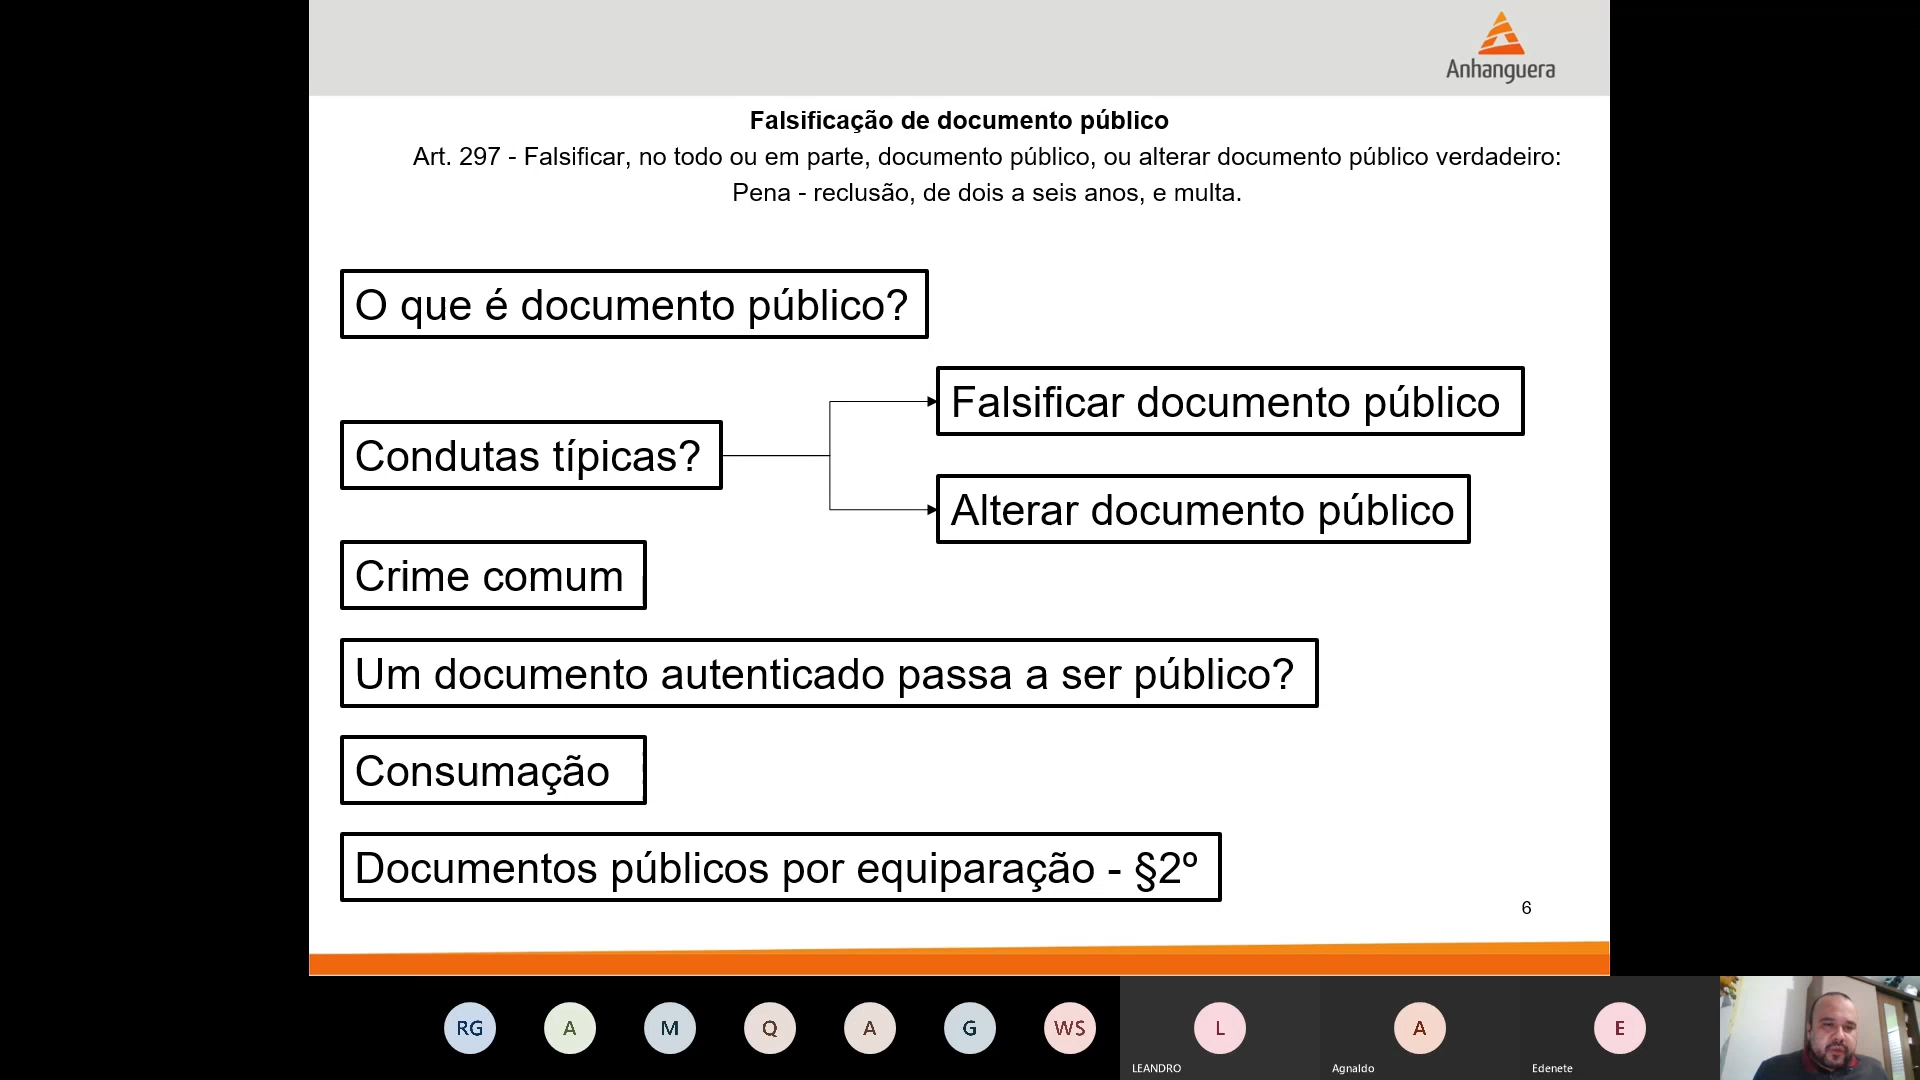 Anhanguera
Falsificação de documento público
Art. 297 - Falsificar, no todo ou em parte, documento público, ou alterar documento público verdadeiro:
Pena - reclusão, de dois a seis anos, e multa.
O que é documento público?
Falsificar documento público
Condutas típicas?
Alterar documento público
Crime comum
Um documento autenticado passa a ser público?
Consumação
Documentos públicos por equiparação - §2º
6
RG A M Q A G WS L A E
LEANDRO Agnaldo Edenete